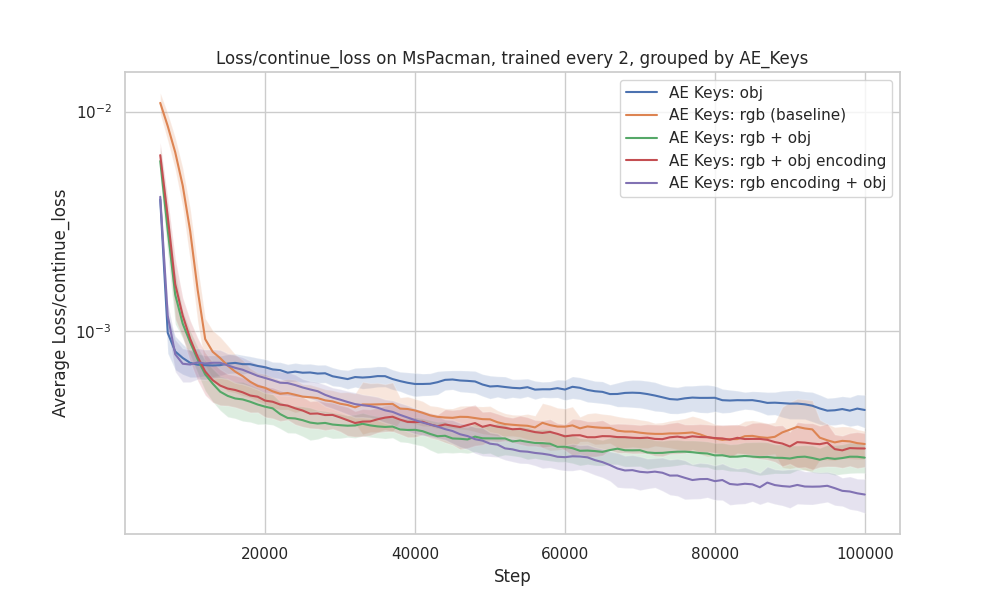 Loss/continue_loss on MsPacman, trained every 2, grouped by AE_Keys
AE Keys: obj
AE Keys: rgb (baseline)
AE Keys: rgb + obj
AE Keys: rgb + obj encoding
AE Keys: rgb encoding + obj
Average Loss/continue_loss
10⁻²
10⁻³
20000
40000
60000
80000
100000
Step